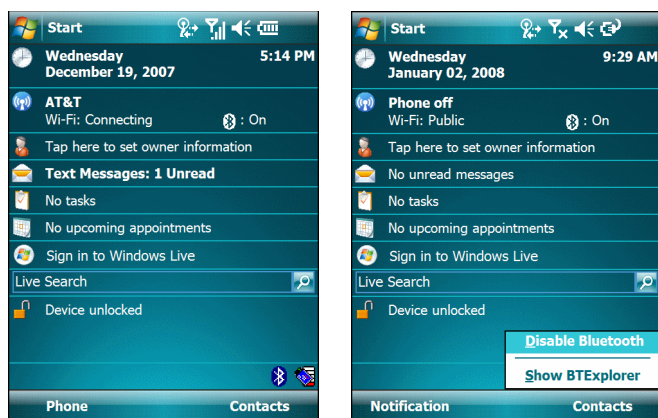 Start
Wednesday 5:14 PM
December 19, 2007
AT&T
Wi-Fi: Connecting : On
Tap here to set owner information
Text Messages: 1 Unread
No tasks
No upcoming appointments
Sign in to Windows Live
Live Search
Device unlocked
Phone Contacts
Start
Wednesday 9:29 AM
January 02, 2008
Phone off
Wi-Fi: Public : On
Tap here to set owner information
No unread messages
No tasks
No upcoming appointments
Sign in to Windows Live
Live Search
Device unlocked
Disable Bluetooth
Show BTExplorer
Notification Contacts